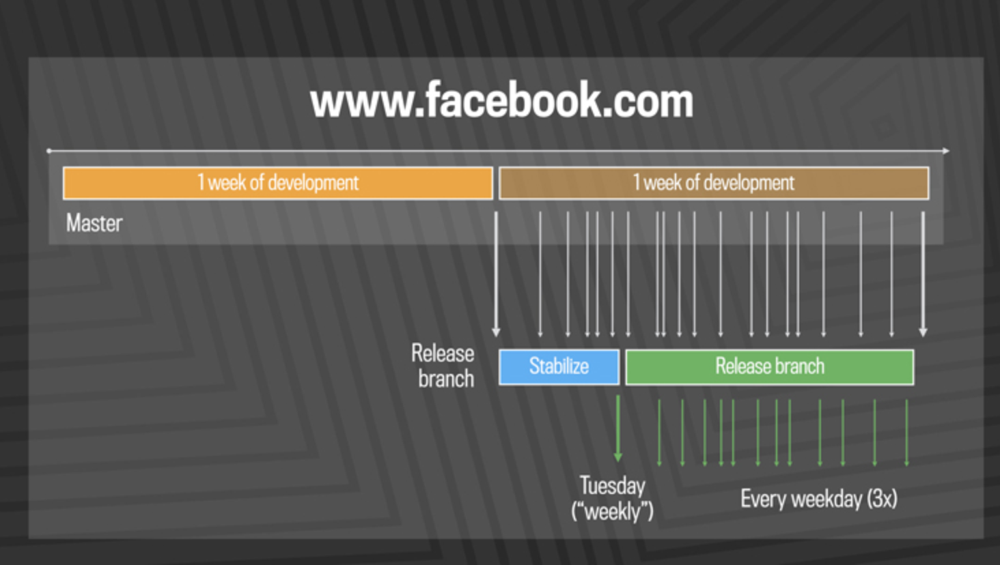 www.facebook.com
1 week of development
1 week of development
Master
Release
branch
Stabilize
Release branch
Tuesday
(“weekly”)
Every weekday (3x)